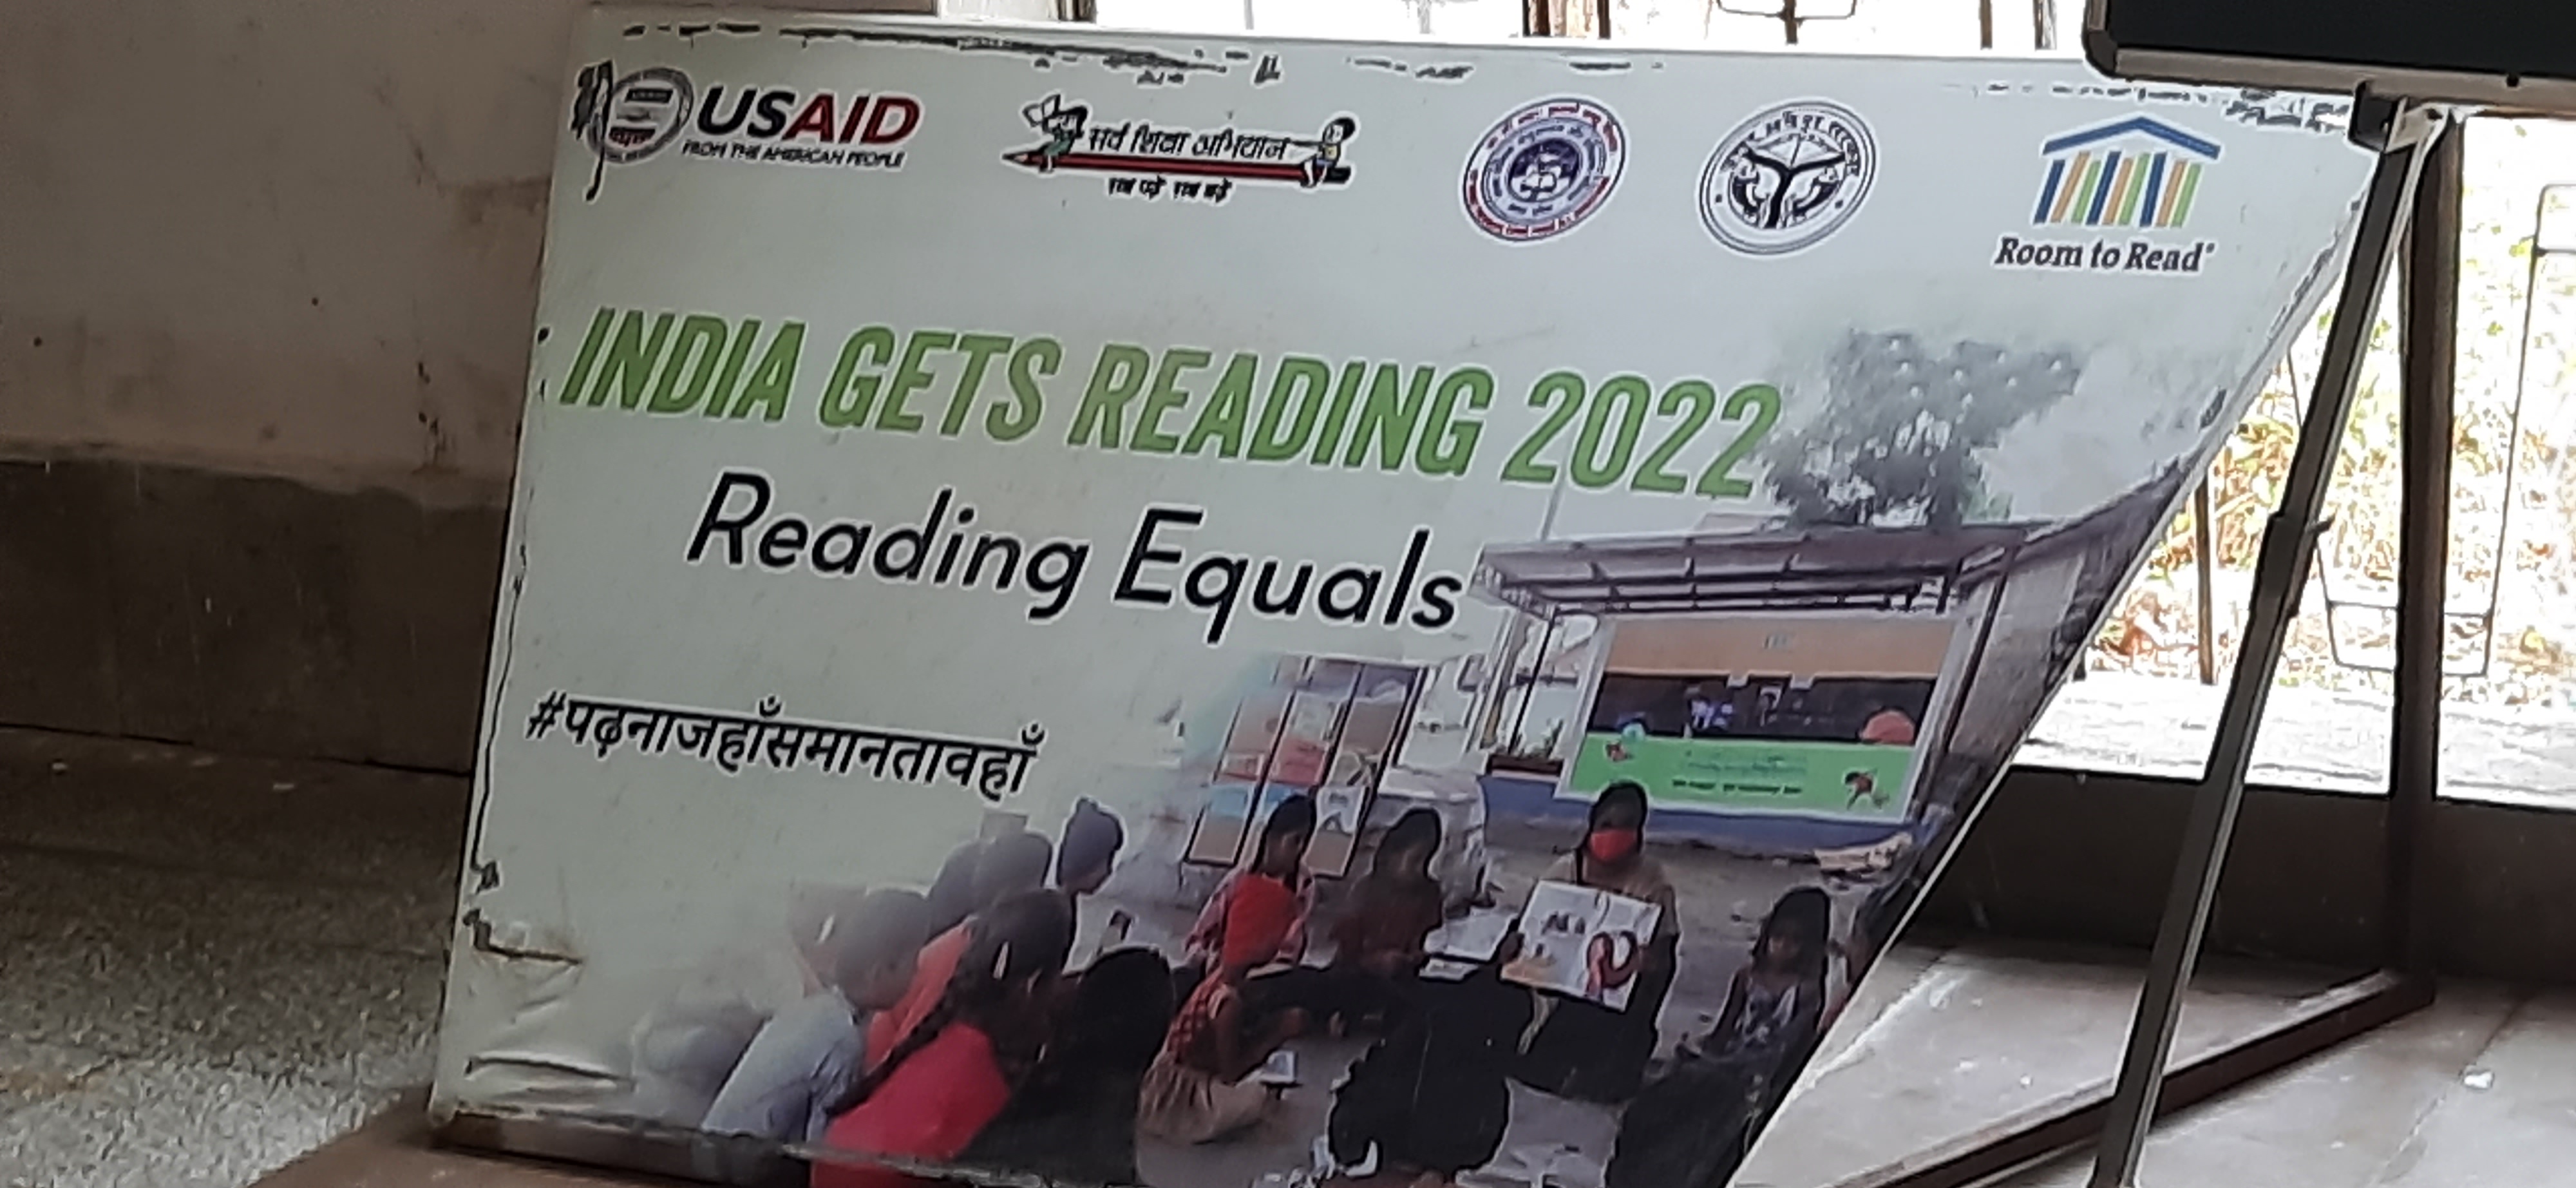 USAID
FROM THE AMERICAN PEOPLE
सर्व शिक्षा अभियान
सब पढ़ें सब बढ़ें
Room to Read
INDIA GETS READING 2022
Reading Equals
#पढ़नाजहाँसमानतावहाँ